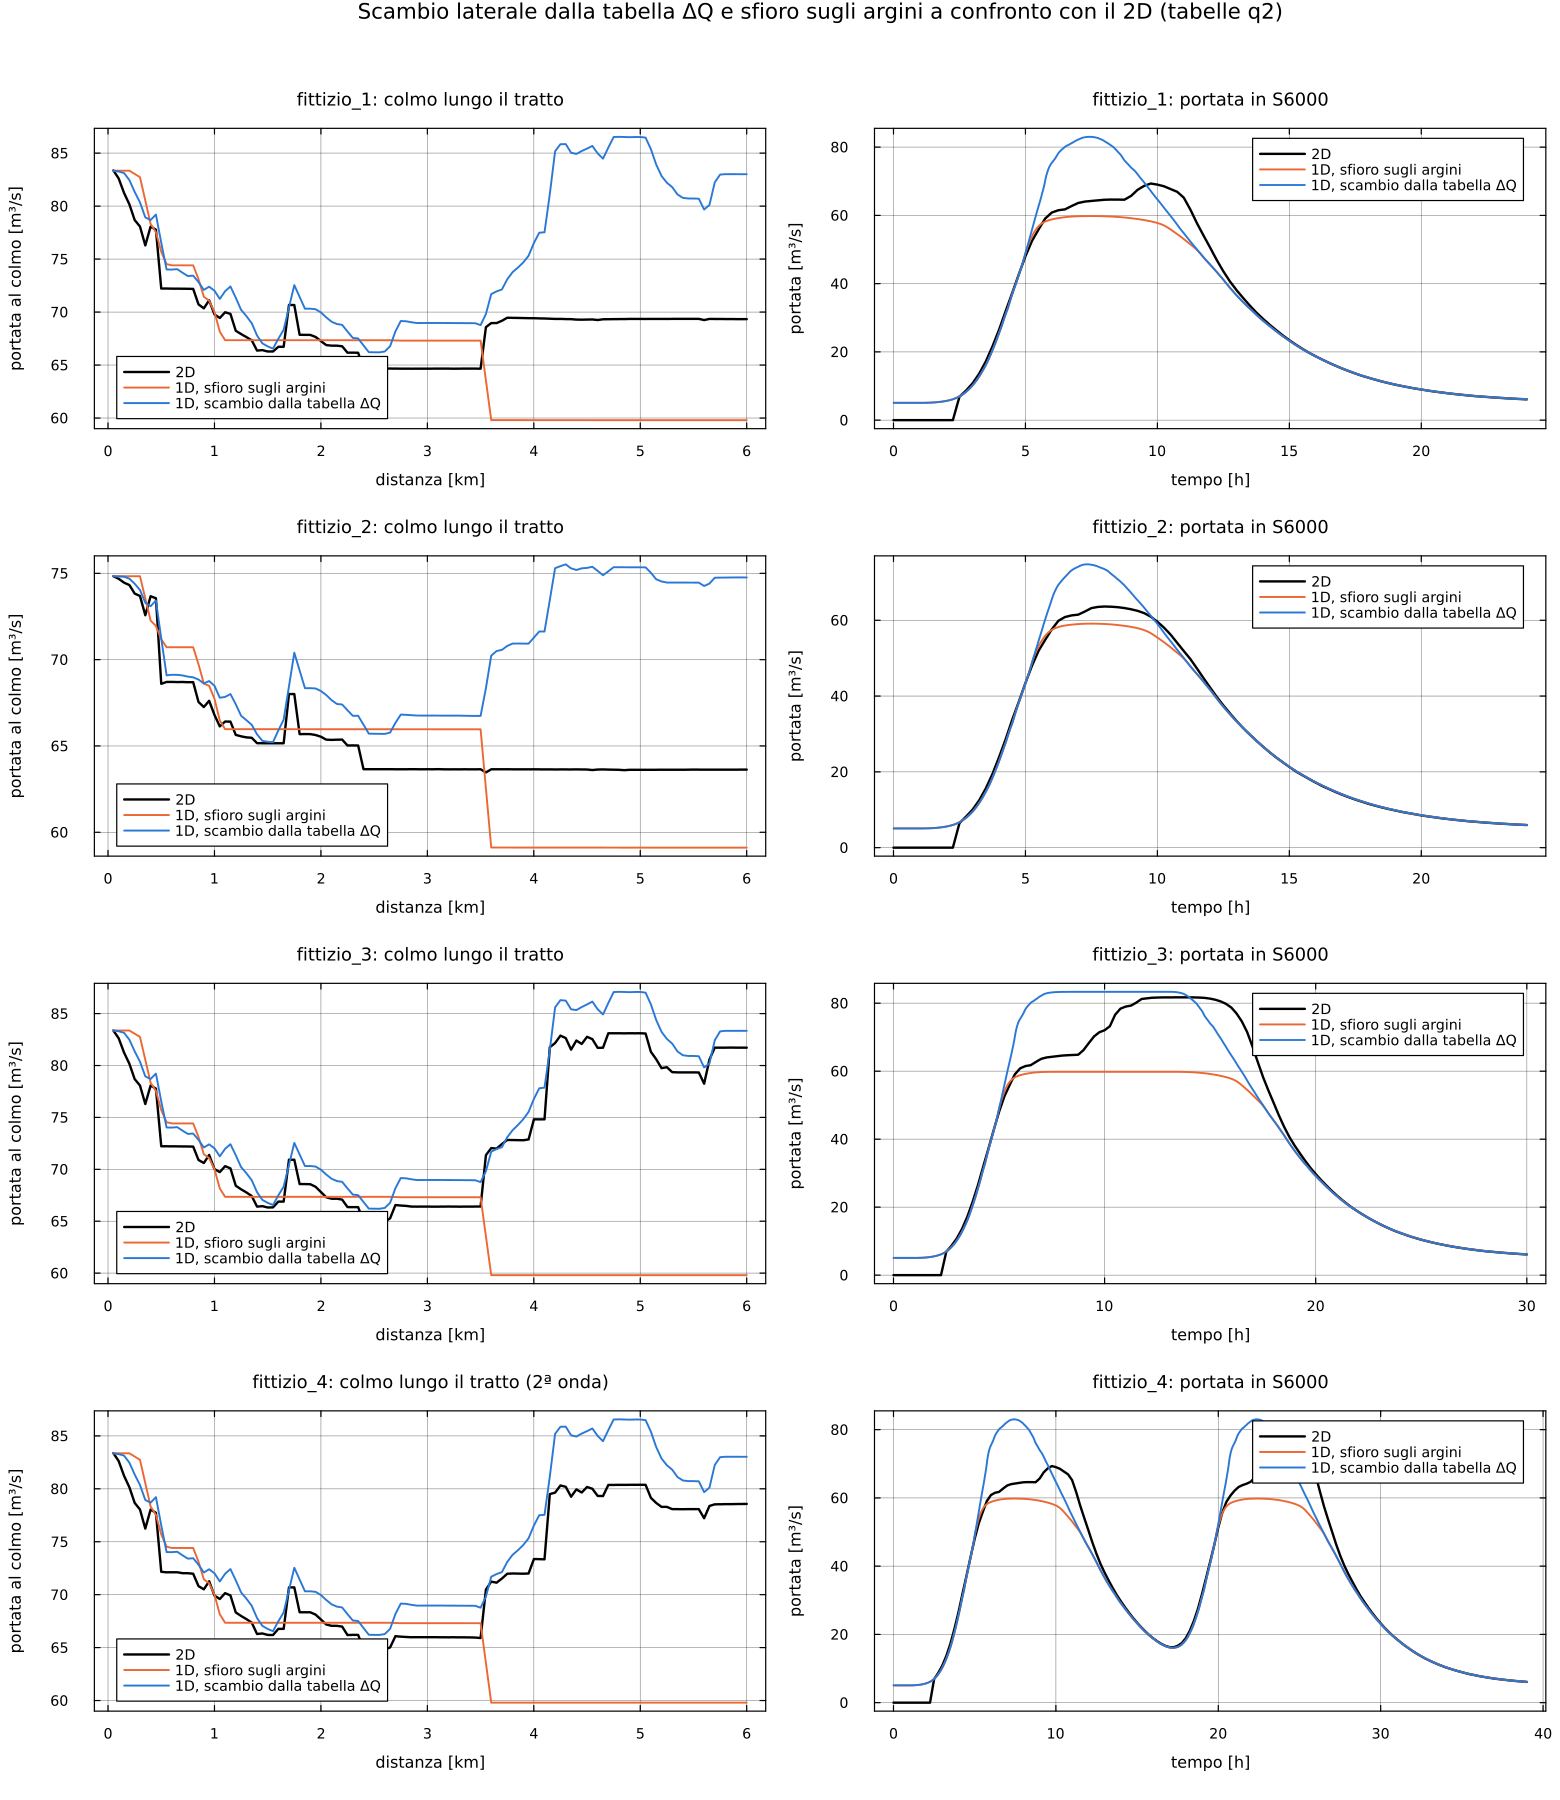 Scambio laterale dalla tabella ΔQ e sfioro sugli argini a confronto con il 2D (tabelle q2)
fittizio_1: colmo lungo il tratto
portata al colmo [m³/s]
85
80
75
70
65
60
2D
1D, sfioro sugli argini
1D, scambio dalla tabella ΔQ
0 1 2 3 4 5 6
distanza [km]
fittizio_1: portata in S6000
portata [m³/s]
80
60
40
20
0
2D
1D, sfioro sugli argini
1D, scambio dalla tabella ΔQ
0 5 10 15 20
tempo [h]
fittizio_2: colmo lungo il tratto
portata al colmo [m³/s]
75
70
65
60
2D
1D, sfioro sugli argini
1D, scambio dalla tabella ΔQ
0 1 2 3 4 5 6
distanza [km]
fittizio_2: portata in S6000
portata [m³/s]
60
40
20
0
2D
1D, sfioro sugli argini
1D, scambio dalla tabella ΔQ
0 5 10 15 20
tempo [h]
fittizio_3: colmo lungo il tratto
portata al colmo [m³/s]
85
80
75
70
65
60
2D
1D, sfioro sugli argini
1D, scambio dalla tabella ΔQ
0 1 2 3 4 5 6
distanza [km]
fittizio_3: portata in S6000
portata [m³/s]
80
60
40
20
0
2D
1D, sfioro sugli argini
1D, scambio dalla tabella ΔQ
0 10 20 30
tempo [h]
fittizio_4: colmo lungo il tratto (2ª onda)
portata al colmo [m³/s]
85
80
75
70
65
60
2D
1D, sfioro sugli argini
1D, scambio dalla tabella ΔQ
0 1 2 3 4 5 6
distanza [km]
fittizio_4: portata in S6000
portata [m³/s]
80
60
40
20
0
2D
1D, sfioro sugli argini
1D, scambio dalla tabella ΔQ
0 10 20 30 40
tempo [h]